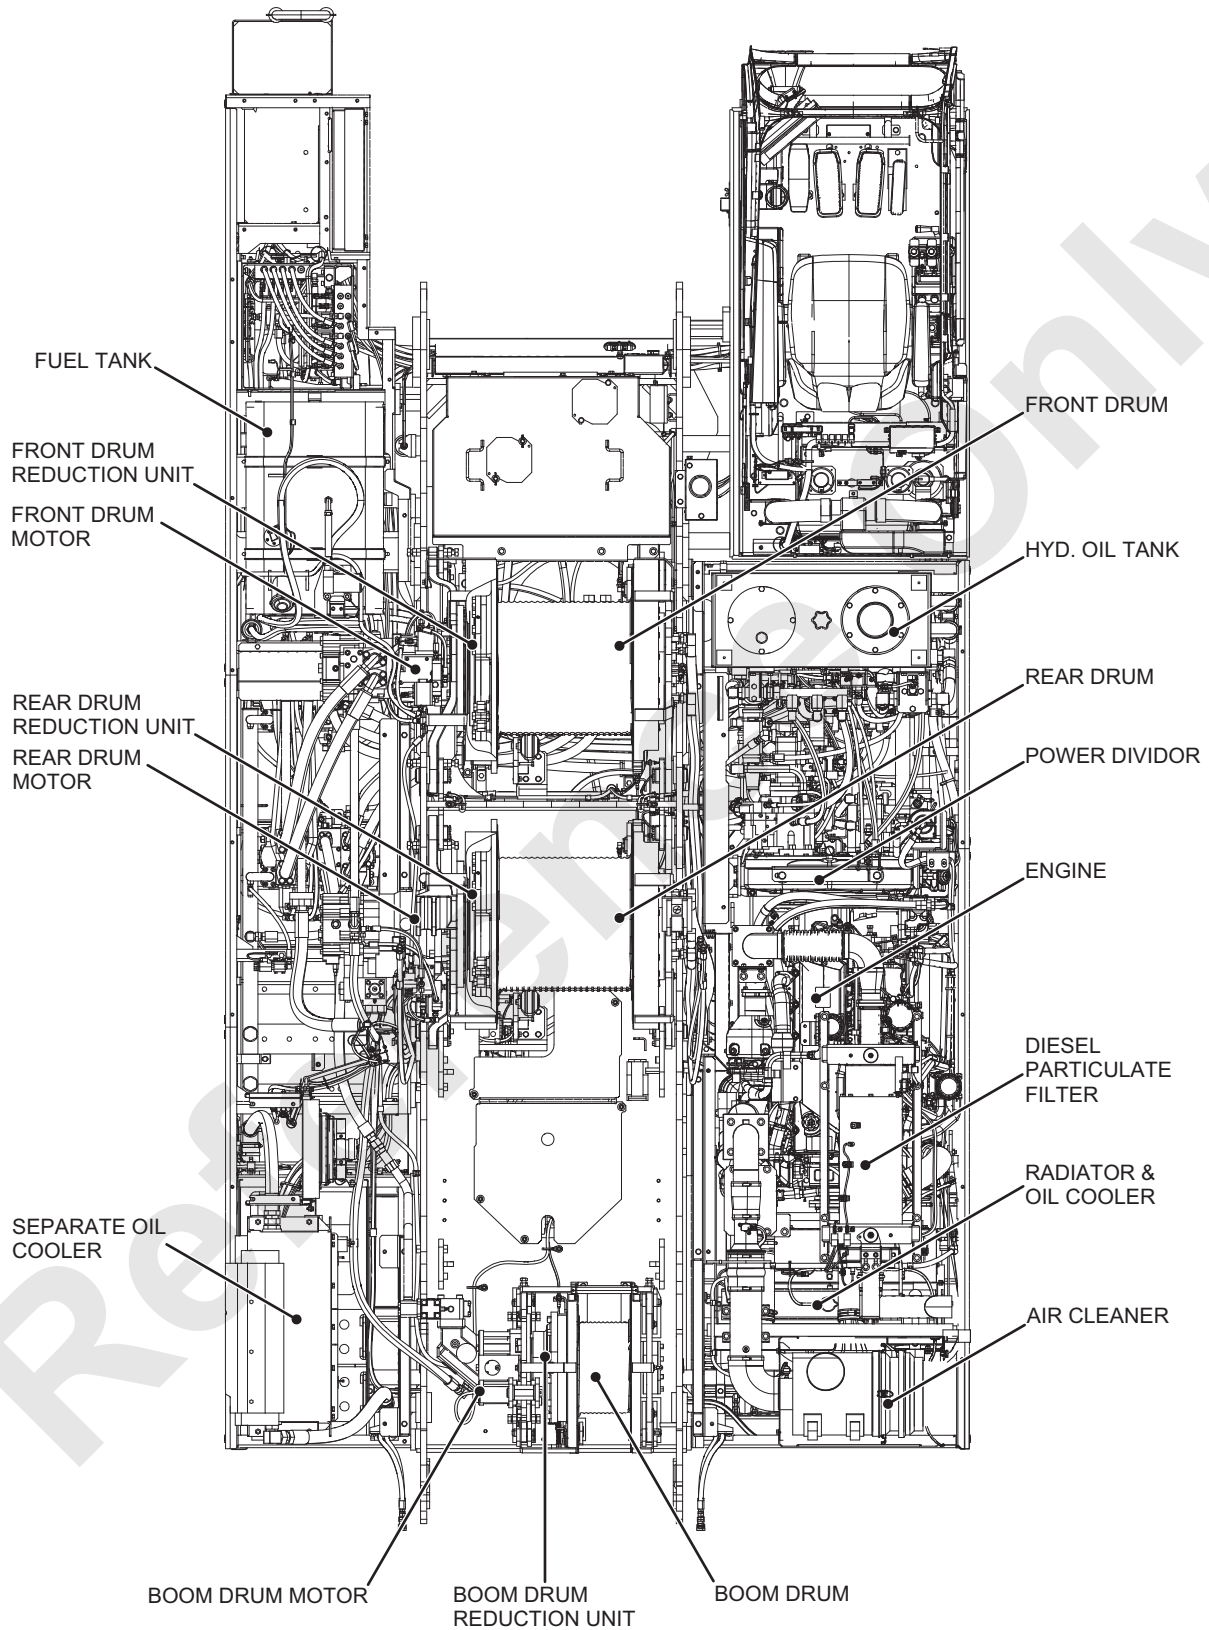 FUEL TANK
FRONT DRUM
REDUCTION UNIT
FRONT DRUM
MOTOR
REAR DRUM
REDUCTION UNIT
REAR DRUM
MOTOR
SEPARATE OIL
COOLER
FRONT DRUM
HYD. OIL TANK
REAR DRUM
POWER DIVIDOR
ENGINE
DIESEL
PARTICULATE
FILTER
RADIATOR &
OIL COOLER
AIR CLEANER
BOOM DRUM MOTOR
BOOM DRUM
REDUCTION UNIT
BOOM DRUM
Reference Only